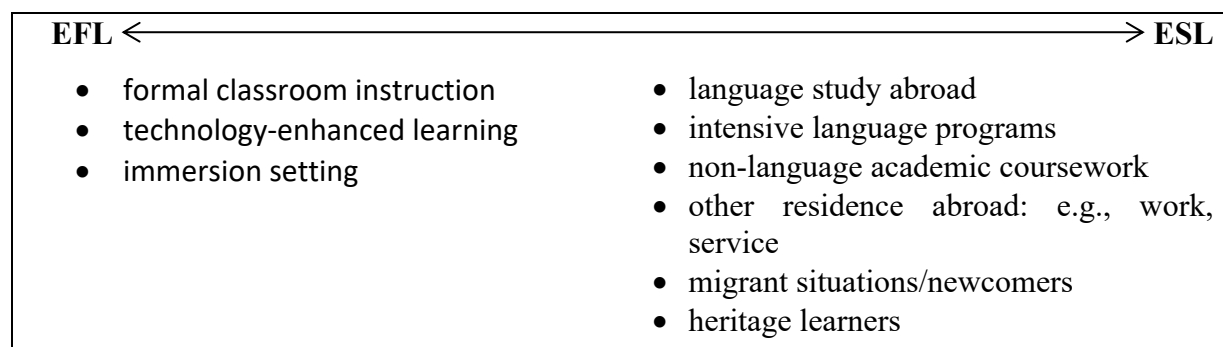 EFL ESL
• formal classroom instruction
• technology-enhanced learning
• immersion setting
• language study abroad
• intensive language programs
• non-language academic coursework
• other residence abroad: e.g., work,
service
• migrant situations/newcomers
• heritage learners